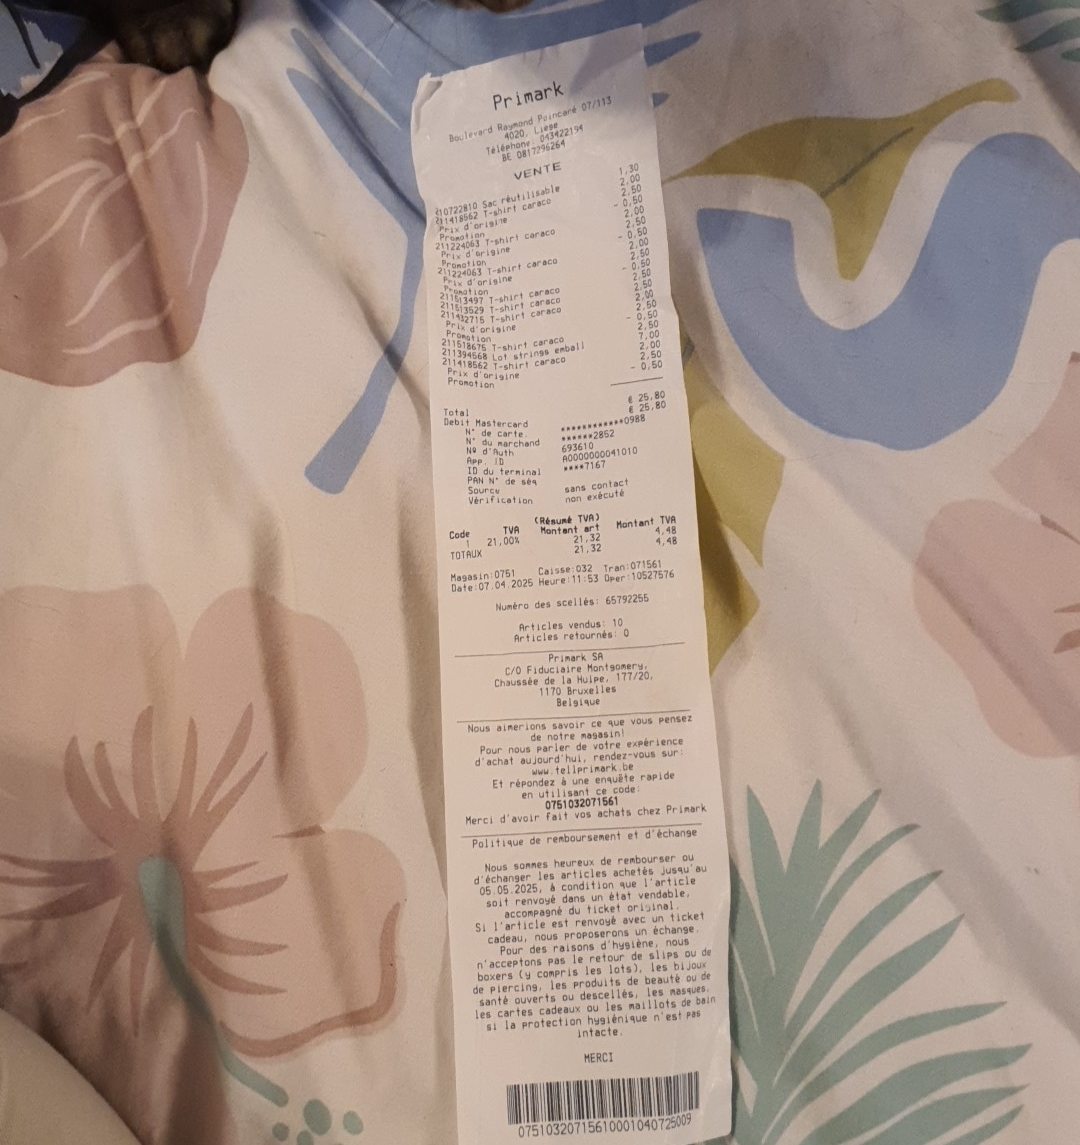 Primark
Boulevard Raymond Poincaré 07/113
4020, Liege
Téléphone: 043422194
BE 0817296264
VENTE
210722810 Sac réutilisable 1,30
211418562 T-shirt caraco 2,00
Prix d'origine 2,50
Promotion - 0,50
211224063 T-shirt caraco 2,00
Prix d'origine 2,50
Promotion - 0,50
211224063 T-shirt caraco 2,00
Prix d'origine 2,50
Promotion - 0,50
211513497 T-shirt caraco 2,50
211513529 T-shirt caraco 2,50
211432715 T-shirt caraco 2,00
Prix d'origine 2,50
Promotion - 0,50
211518676 T-shirt caraco 2,50
211394568 Lot strings emball 7,00
211418562 T-shirt caraco 2,00
Prix d'origine 2,50
Promotion - 0,50
Total € 25,80
Debit Mastercard € 25,80
N° de carte. ************0988
N° du marchand ******2852
Nº d'Auth 693610
App. ID A0000000041010
ID du terminal ****7167
PAN N° de séq
Source sans contact
Vérification non exécuté
(Résumé TVA)
Code TVA Montant art Montant TVA
1 21,00% 21,32 4,48
TOTAUX 21,32 4,48
Magasin:0751 Caisse:032 Tran:071561
Date:07.04.2025 Heure:11:53 Oper:10527576
Numéro des scellés: 65792255
Articles vendus: 10
Articles retournés: 0
Primark SA
C/O Fiduciaire Montgomery,
Chaussée de la Hulpe, 177/20,
1170 Bruxelles
Belgique
Nous aimerions savoir ce que vous pensez
de notre magasin!
Pour nous parler de votre expérience
d'achat aujourd'hui, rendez-vous sur:
www.tellprimark.be
Et répondez à une enquête rapide
en utilisant ce code:
0751032071561
Merci d'avoir fait vos achats chez Primark
Politique de remboursement et d'échange
Nous sommes heureux de rembourser ou
d'échanger les articles achetés jusqu'au
05.05.2025, à condition que l'article
soit renvoyé dans un état vendable,
accompagné du ticket original.
Si l'article est renvoyé avec un ticket
cadeau, nous proposerons un échange.
Pour des raisons d'hygiène, nous
n'acceptons pas le retour de slips ou de
boxers (y compris les lots), les bijoux
de piercing, les produits de beauté ou de
santé ouverts ou descellés, les masques,
les cartes cadeaux ou les maillots de bain
si la protection hygiénique n'est pas
intacte.
MERCI
07510320715610001040725009